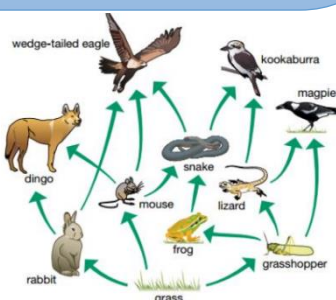 wedge-tailed eagle
kookaburra
magpie
dingo
snake
mouse
lizard
frog
rabbit
grasshopper
grass